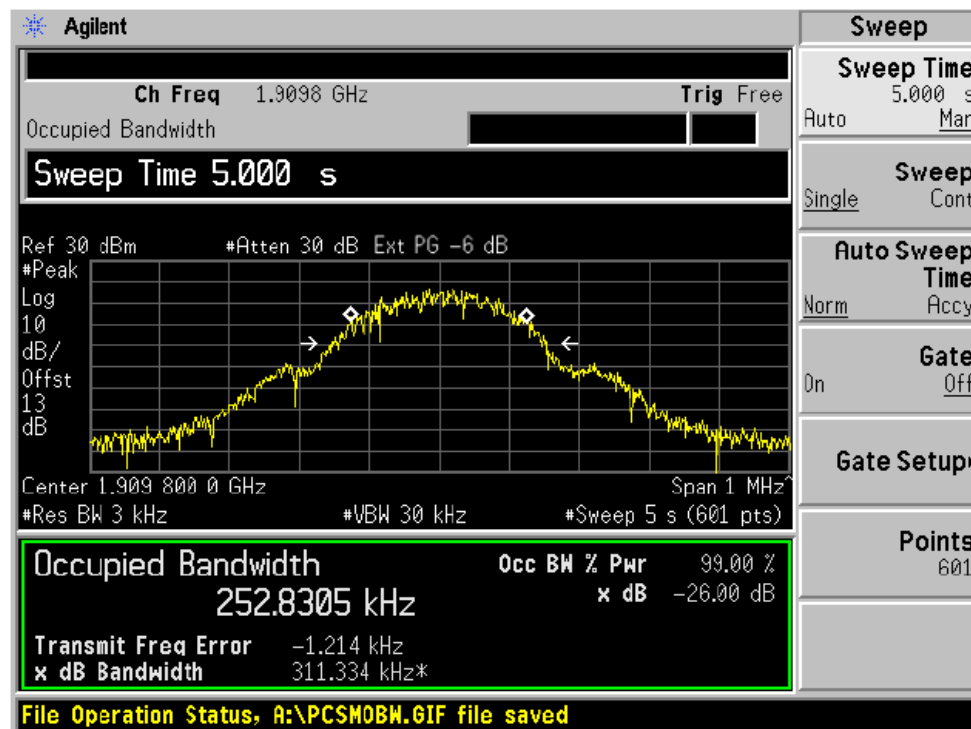 Agilent
Sweep
Ch Freq 1.9098 GHz Trig Free
Occupied Bandwidth
Sweep Time 5.000 s
Ref 30 dBm #Atten 30 dB Ext PG -6 dB
#Peak
Log
10
dB/
Offst
13
dB
Center 1.909 800 0 GHz Span 1 MHz^
#Res BW 3 kHz #VBW 30 kHz #Sweep 5 s (601 pts)
Occupied Bandwidth
252.8305 kHz
Occ BW % Pwr 99.00 %
x dB -26.00 dB
Transmit Freq Error -1.214 kHz
x dB Bandwidth 311.334 kHz*
File Operation Status, A:\PCSMOBW.GIF file saved
Sweep Time
5.000 s
Auto Man
Sweep
Single Cont
Auto Sweep
Time
Norm Accy
Gate
On Off
Gate Setup
Points
601